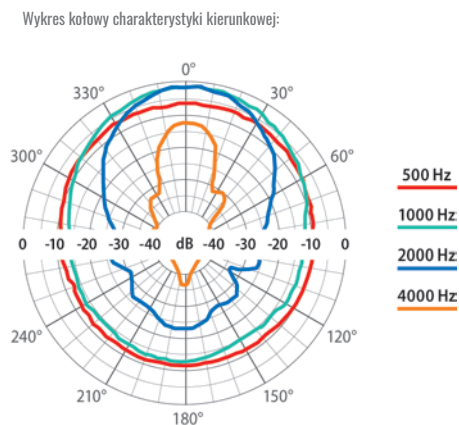 Wykres kołowy charakterystyki kierunkowej:
0°
330° 30°
300° 60°
500 Hz
1000 Hz
0 -10 -20 -30 -40 dB -40 -30 -20 -10 0
2000 Hz
4000 Hz
240° 120°
210° 150°
180°